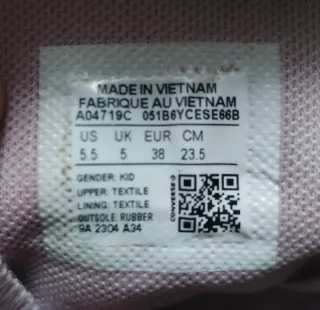 MADE IN VIETNAM
FABRIQUE AU VIETNAM
A04719C 051B6YCESE66B
US UK EUR CM
5.5 5 38 23.5
GENDER: KID
UPPER: TEXTILE
LINING: TEXTILE
OUTSOLE: RUBBER
9A 2304 A34